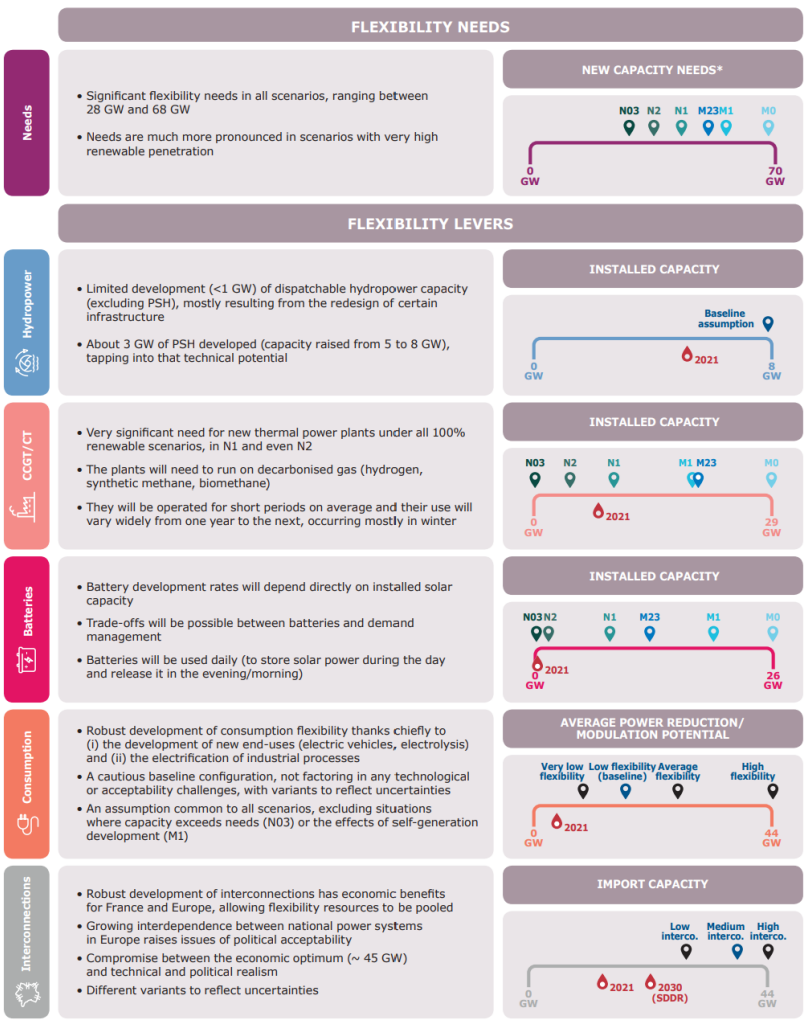 FLEXIBILITY NEEDS
Needs
• Significant flexibility needs in all scenarios, ranging between
28 GW and 68 GW
• Needs are much more pronounced in scenarios with very high
renewable penetration
NEW CAPACITY NEEDS*
N03 N2 N1 M23 M1 M0
0
GW
70
GW
FLEXIBILITY LEVERS
Hydropower
• Limited development (<1 GW) of dispatchable hydropower capacity
(excluding PSH), mostly resulting from the redesign of certain
infrastructure
• About 3 GW of PSH developed (capacity raised from 5 to 8 GW),
tapping into that technical potential
INSTALLED CAPACITY
Baseline
assumption
2021
0
GW
8
GW
CCGT/CT
• Very significant need for new thermal power plants under all 100%
renewable scenarios, in N1 and even N2
• The plants will need to run on decarbonised gas (hydrogen,
synthetic methane, biomethane)
• They will be operated for short periods on average and their use will
vary widely from one year to the next, occurring mostly in winter
INSTALLED CAPACITY
N03 N2 N1 M1 M23 M0
2021
0
GW
29
GW
Batteries
• Battery development rates will depend directly on installed solar
capacity
• Trade-offs will be possible between batteries and demand
management
• Batteries will be used daily (to store solar power during the day
and release it in the evening/morning)
INSTALLED CAPACITY
N03 N2 N1 M23 M1 M0
2021
0
GW
26
GW
Consumption
• Robust development of consumption flexibility thanks chiefly to
(i) the development of new end-uses (electric vehicles, electrolysis)
and (ii) the electrification of industrial processes
• A cautious baseline configuration, not factoring in any technological
or acceptability challenges, with variants to reflect uncertainties
• An assumption common to all scenarios, excluding situations
where capacity exceeds needs (N03) or the effects of self-generation
development (M1)
AVERAGE POWER REDUCTION/
MODULATION POTENTIAL
Very low Low flexibility Average High
flexibility (baseline) flexibility flexibility
2021
0
GW
44
GW
Interconnections
• Robust development of interconnections has economic benefits
for France and Europe, allowing flexibility resources to be pooled
• Growing interdependence between national power systems
in Europe raises issues of political acceptability
• Compromise between the economic optimum (~ 45 GW)
and technical and political realism
• Different variants to reflect uncertainties
IMPORT CAPACITY
Low Medium High
interco. interco. interco.
2021 2030
(SDDR)
0
GW
44
GW